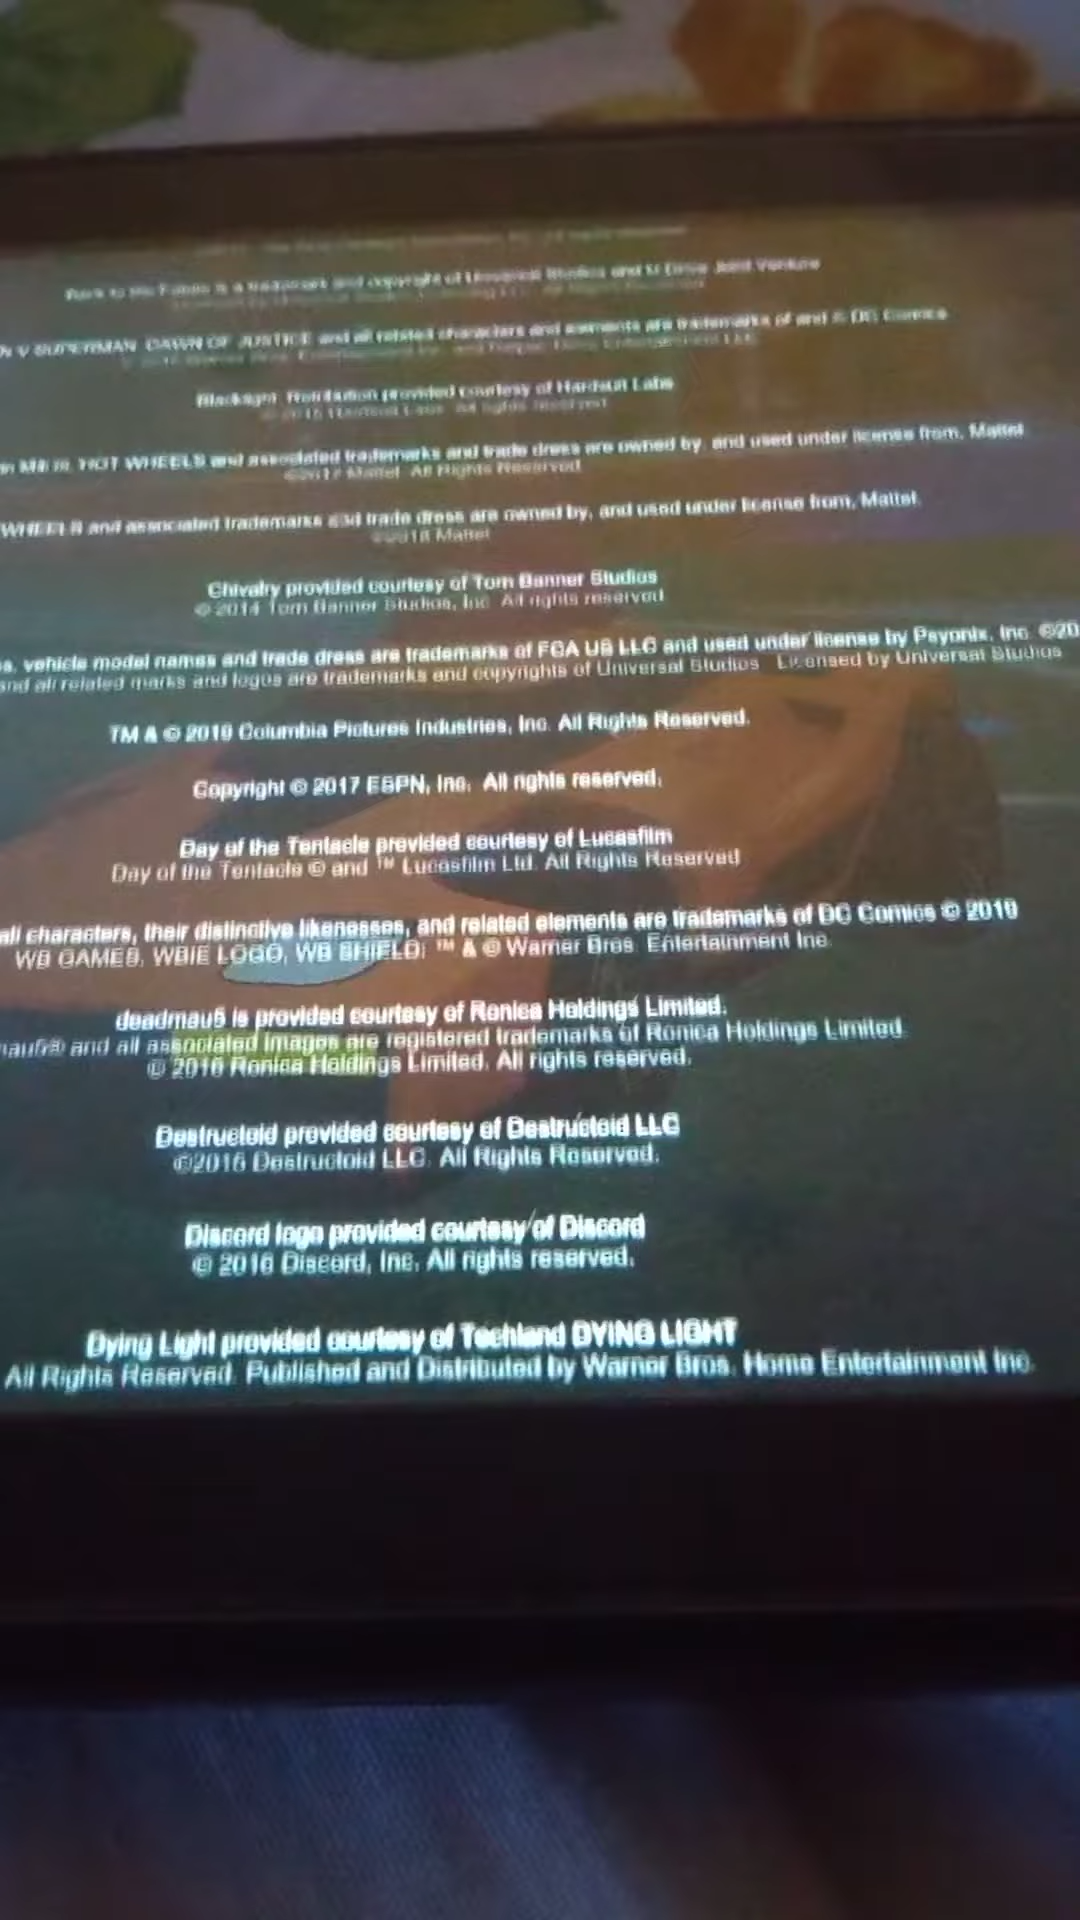 Back to the Future is a trademark and copyright of Universal Studios and U Drive Joint Venture
V SUPERMAN DAWN OF JUSTICE and all related characters and elements are trademarks of and © DC Comics
provided courtesy of Hardsuit Labs
All rights reserved
HOT WHEELS and associated trademarks and trade dress are owned by, and used under license from, Mattel
©2017 Mattel All Rights Reserved
WHEELS and associated trademarks and trade dress are owned by, and used under license from, Mattel.
©2018 Mattel
Chivalry provided courtesy of Torn Banner Studios
© 2014 Torn Banner Studios, Inc. All rights reserved
vehicle model names and trade dress are trademarks of FCA US LLC and used under license by Psyonix, Inc. ©20
and all related marks and logos are trademarks and copyrights of Universal Studios Licensed by Universal Studios
TM & © 2019 Columbia Pictures Industries, Inc. All Rights Reserved.
Copyright © 2017 ESPN, Inc. All rights reserved.
Day of the Tentacle provided courtesy of Lucasfilm
Day of the Tentacle © and ™ Lucasfilm Ltd. All Rights Reserved
all characters, their distinctive likenesses, and related elements are trademarks of DC Comics ©
WB GAMES, WBIE LOGO, WB SHIELD: ™ & © Warner Bros. Entertainment Inc.
deadmau5 is provided courtesy of Ronica Holdings Limited.
mau5® and all associated images are registered trademarks of Ronica Holdings Limited
© 2016 Ronica Holdings Limited. All rights reserved.
Destructoid provided courtesy of Destructoid LLC
©2016 Destructoid LLC. All Rights Reserved.
Discord logo provided courtesy of Discord
© 2016 Discord, Inc. All rights reserved.
Dying Light provided courtesy of Techland DYING LIGHT
All Rights Reserved. Published and Distributed by Warner Bros. Home Entertainment Inc.